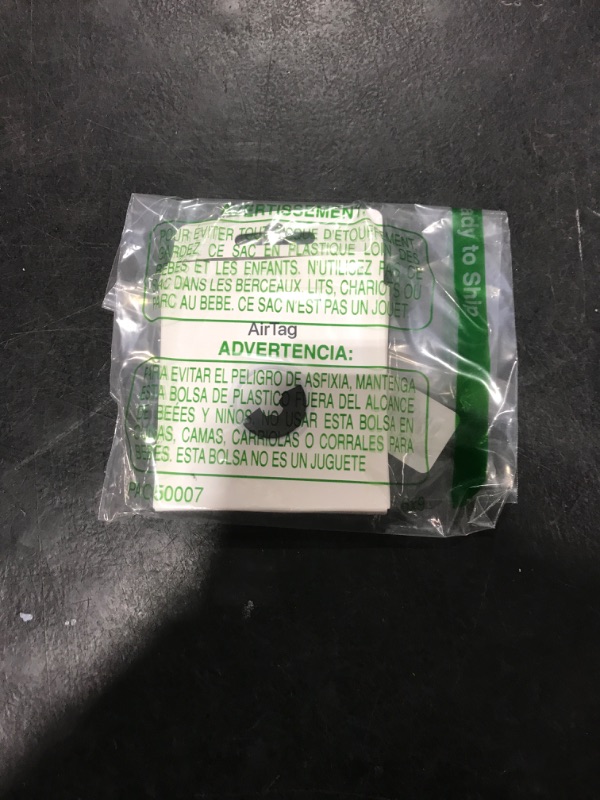 AVERTISSEMENT
POUR ÉVITER TOUT RISQUE D'ÉTOUFFEMENT
GARDEZ CE SAC EN PLASTIQUE LOIN DES
BÉBÉS ET LES ENFANTS. N'UTILISEZ PAS CE
SAC DANS LES BERCEAUX, LITS, CHARIOTS OU
PARC AU BEBE. CE SAC N'EST PAS UN JOUET
AirTag
ADVERTENCIA:
PARA EVITAR EL PELIGRO DE ASFIXIA, MANTENGA
ESTA BOLSA DE PLASTICO FUERA DEL ALCANCE
DE BEBÉS Y NIÑOS. NO USAR ESTA BOLSA EN
CAMAS, CARRIOLAS O CORRALES PARA
BEBÉS. ESTA BOLSA NO ES UN JUGUETE
50007
to Ship